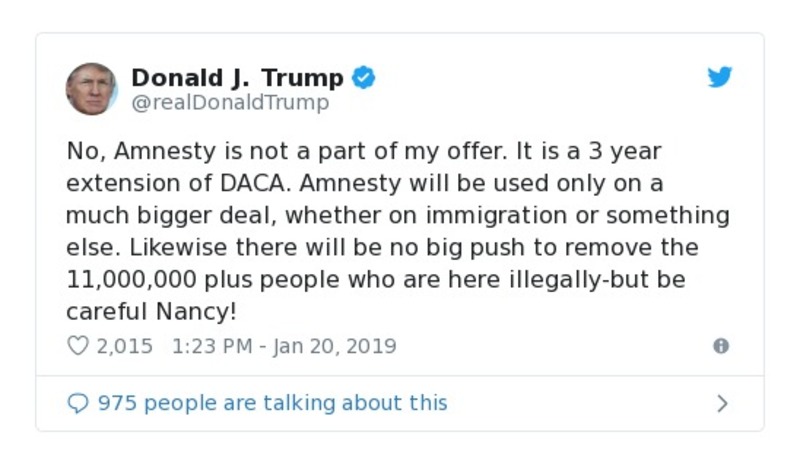 Donald J. Trump
@realDonaldTrump
No, Amnesty is not a part of my offer. It is a 3 year
extension of DACA. Amnesty will be used only on a
much bigger deal, whether on immigration or something
else. Likewise there will be no big push to remove the
11,000,000 plus people who are here illegally-but be
careful Nancy!
2,015 1:23 PM - Jan 20, 2019
975 people are talking about this